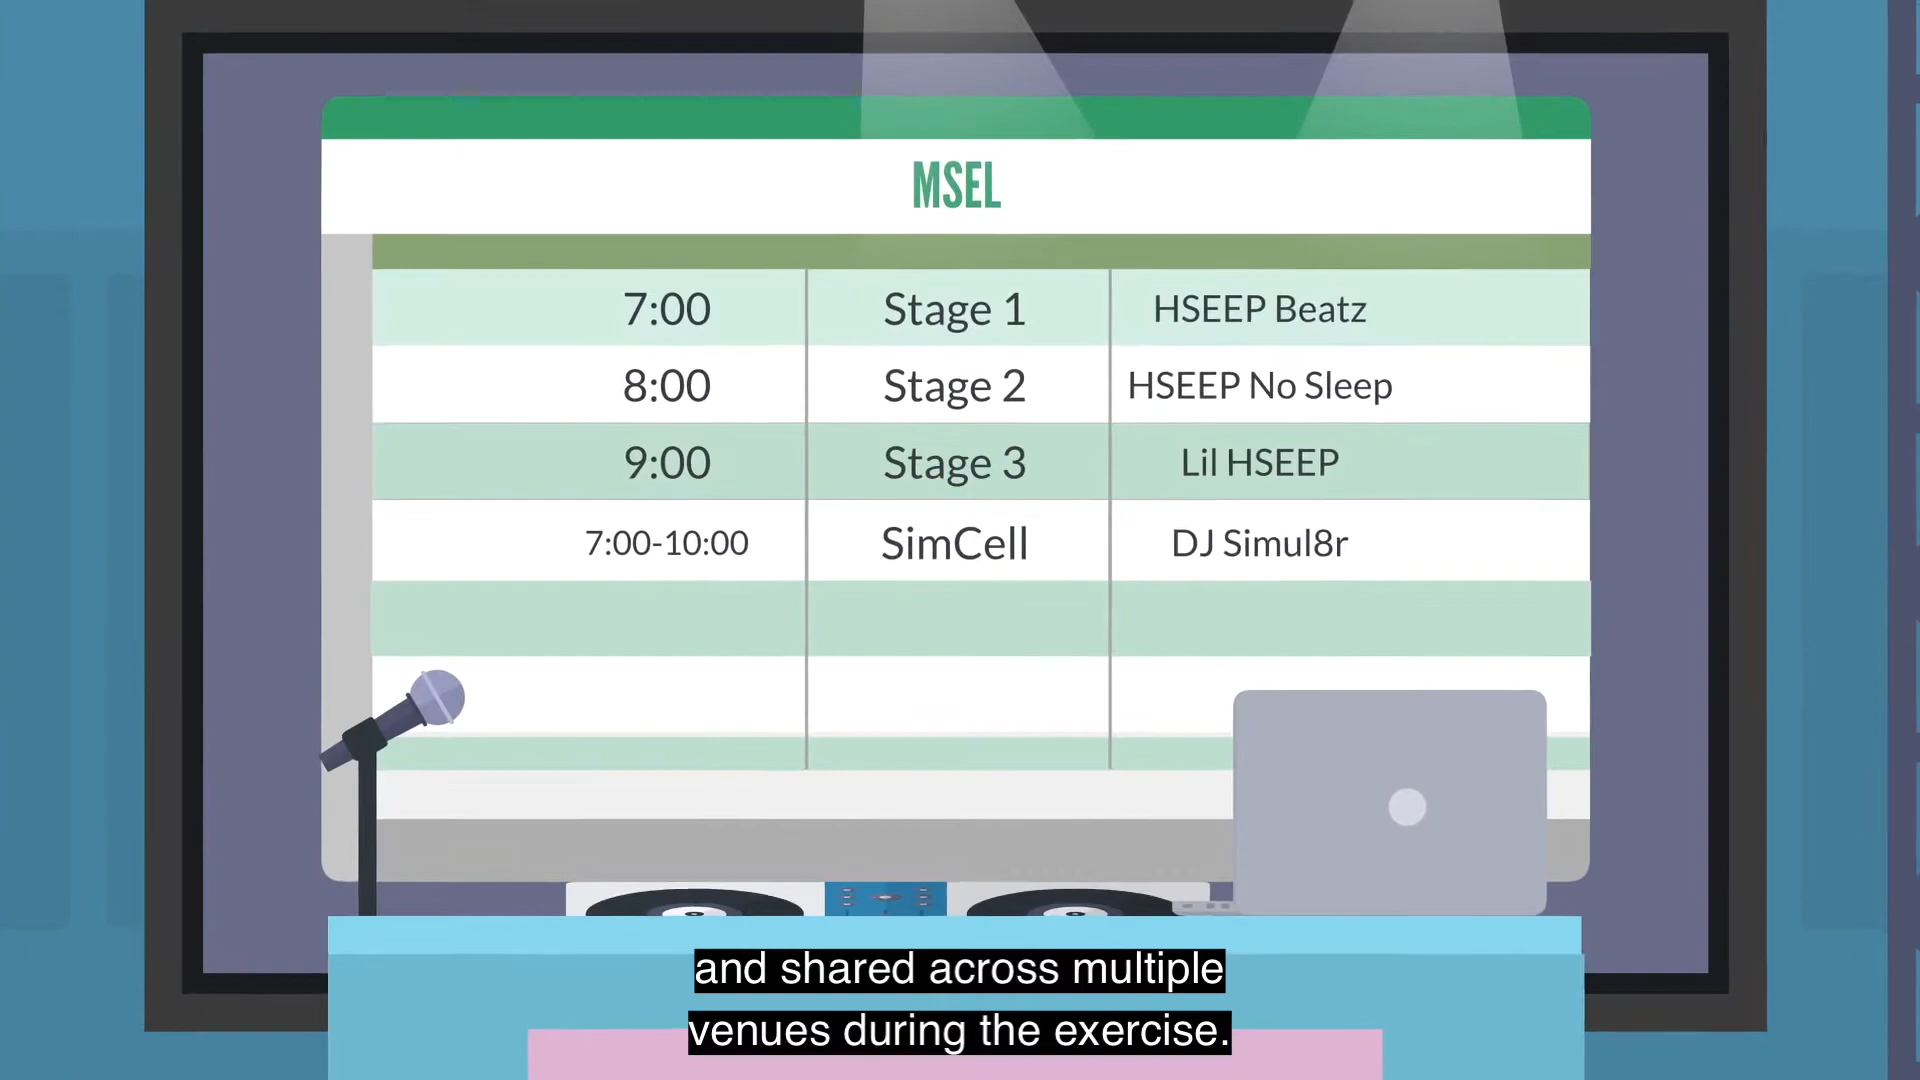 MSEL
7:00 Stage 1 HSEEP Beatz
8:00 Stage 2 HSEEP No Sleep
9:00 Stage 3 Lil HSEEP
7:00-10:00 SimCell DJ Simul8r
and shared across multiple
venues during the exercise.